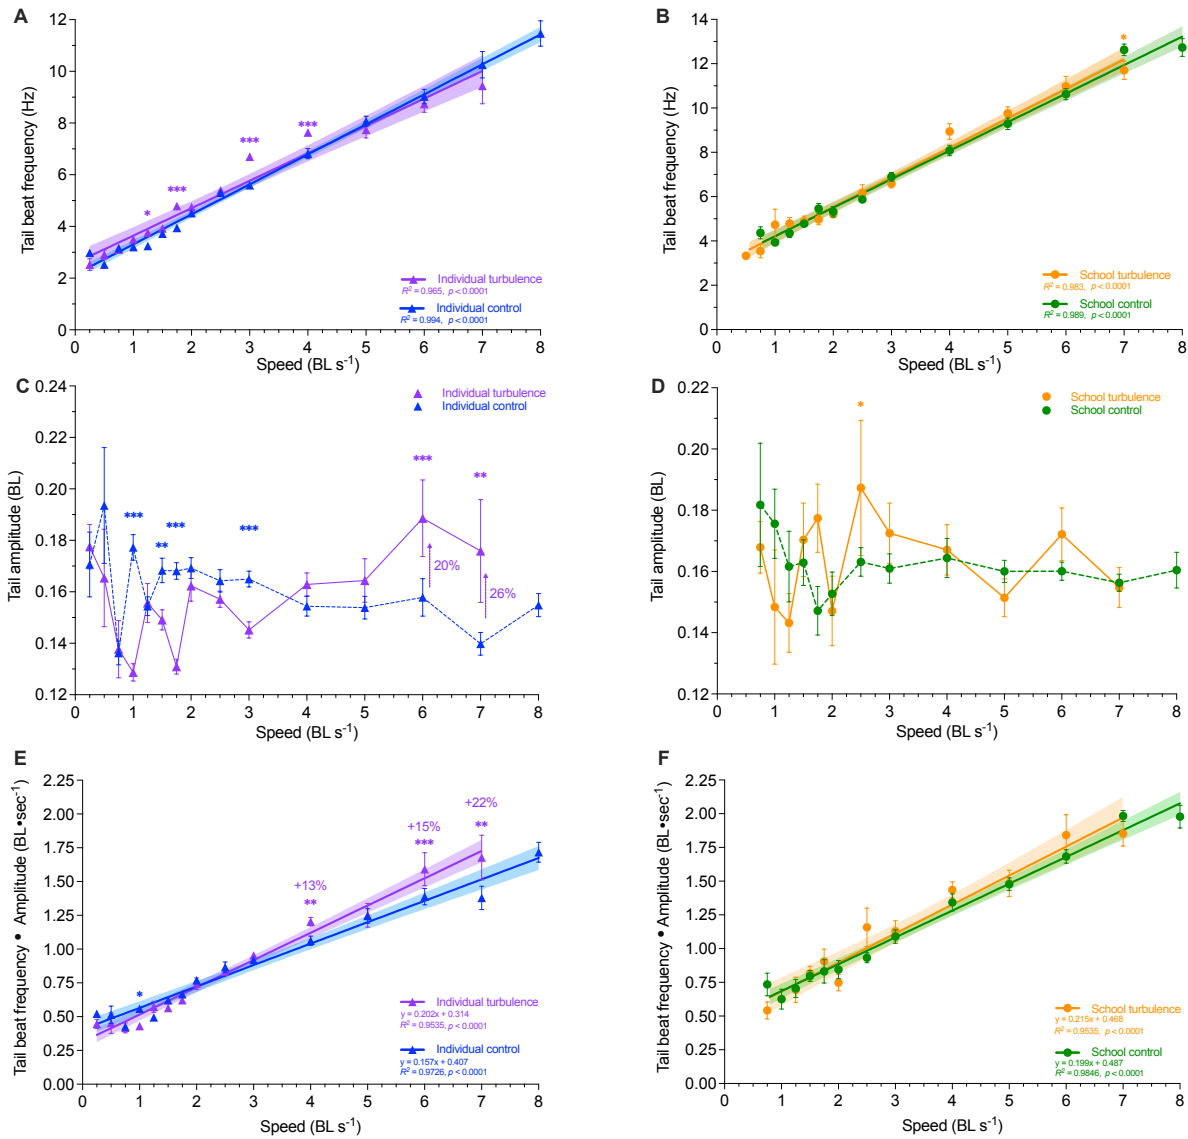 A
Tail beat frequency (Hz)
12
10
8
6
4
2
0
*
***
***
***
Individual turbulence
R² = 0.965, p < 0.0001
Individual control
R² = 0.994, p < 0.0001
0 1 2 3 4 5 6 7 8
Speed (BL s⁻¹)
B
Tail beat frequency (Hz)
14
12
10
8
6
4
2
0
*
School turbulence
R² = 0.983, p < 0.0001
School control
R² = 0.989, p < 0.0001
0 1 2 3 4 5 6 7 8
Speed (BL s⁻¹)
C
Tail amplitude (BL)
0.24
0.22
0.20
0.18
0.16
0.14
0.12
Individual turbulence
Individual control
***
**
***
***
***
**
20%
26%
0 1 2 3 4 5 6 7 8
Speed (BL s⁻¹)
D
Tail amplitude (BL)
0.22
0.20
0.18
0.16
0.14
0.12
School turbulence
School control
*
0 1 2 3 4 5 6 7 8
Speed (BL s⁻¹)
E
Tail beat frequency • Amplitude (BL•sec⁻¹)
2.25
2.00
1.75
1.50
1.25
1.00
0.75
0.50
0.25
0.00
*
+13%
**
+15%
***
+22%
**
Individual turbulence
y = 0.202x + 0.314
R² = 0.9535, p < 0.0001
Individual control
y = 0.157x + 0.407
R² = 0.9726, p < 0.0001
0 1 2 3 4 5 6 7 8
Speed (BL s⁻¹)
F
Tail beat frequency • Amplitude (BL•sec⁻¹)
2.25
2.00
1.75
1.50
1.25
1.00
0.75
0.50
0.25
0.00
School turbulence
y = 0.215x + 0.468
R² = 0.9535, p < 0.0001
School control
y = 0.199x + 0.487
R² = 0.9846, p < 0.0001
0 1 2 3 4 5 6 7 8
Speed (BL s⁻¹)